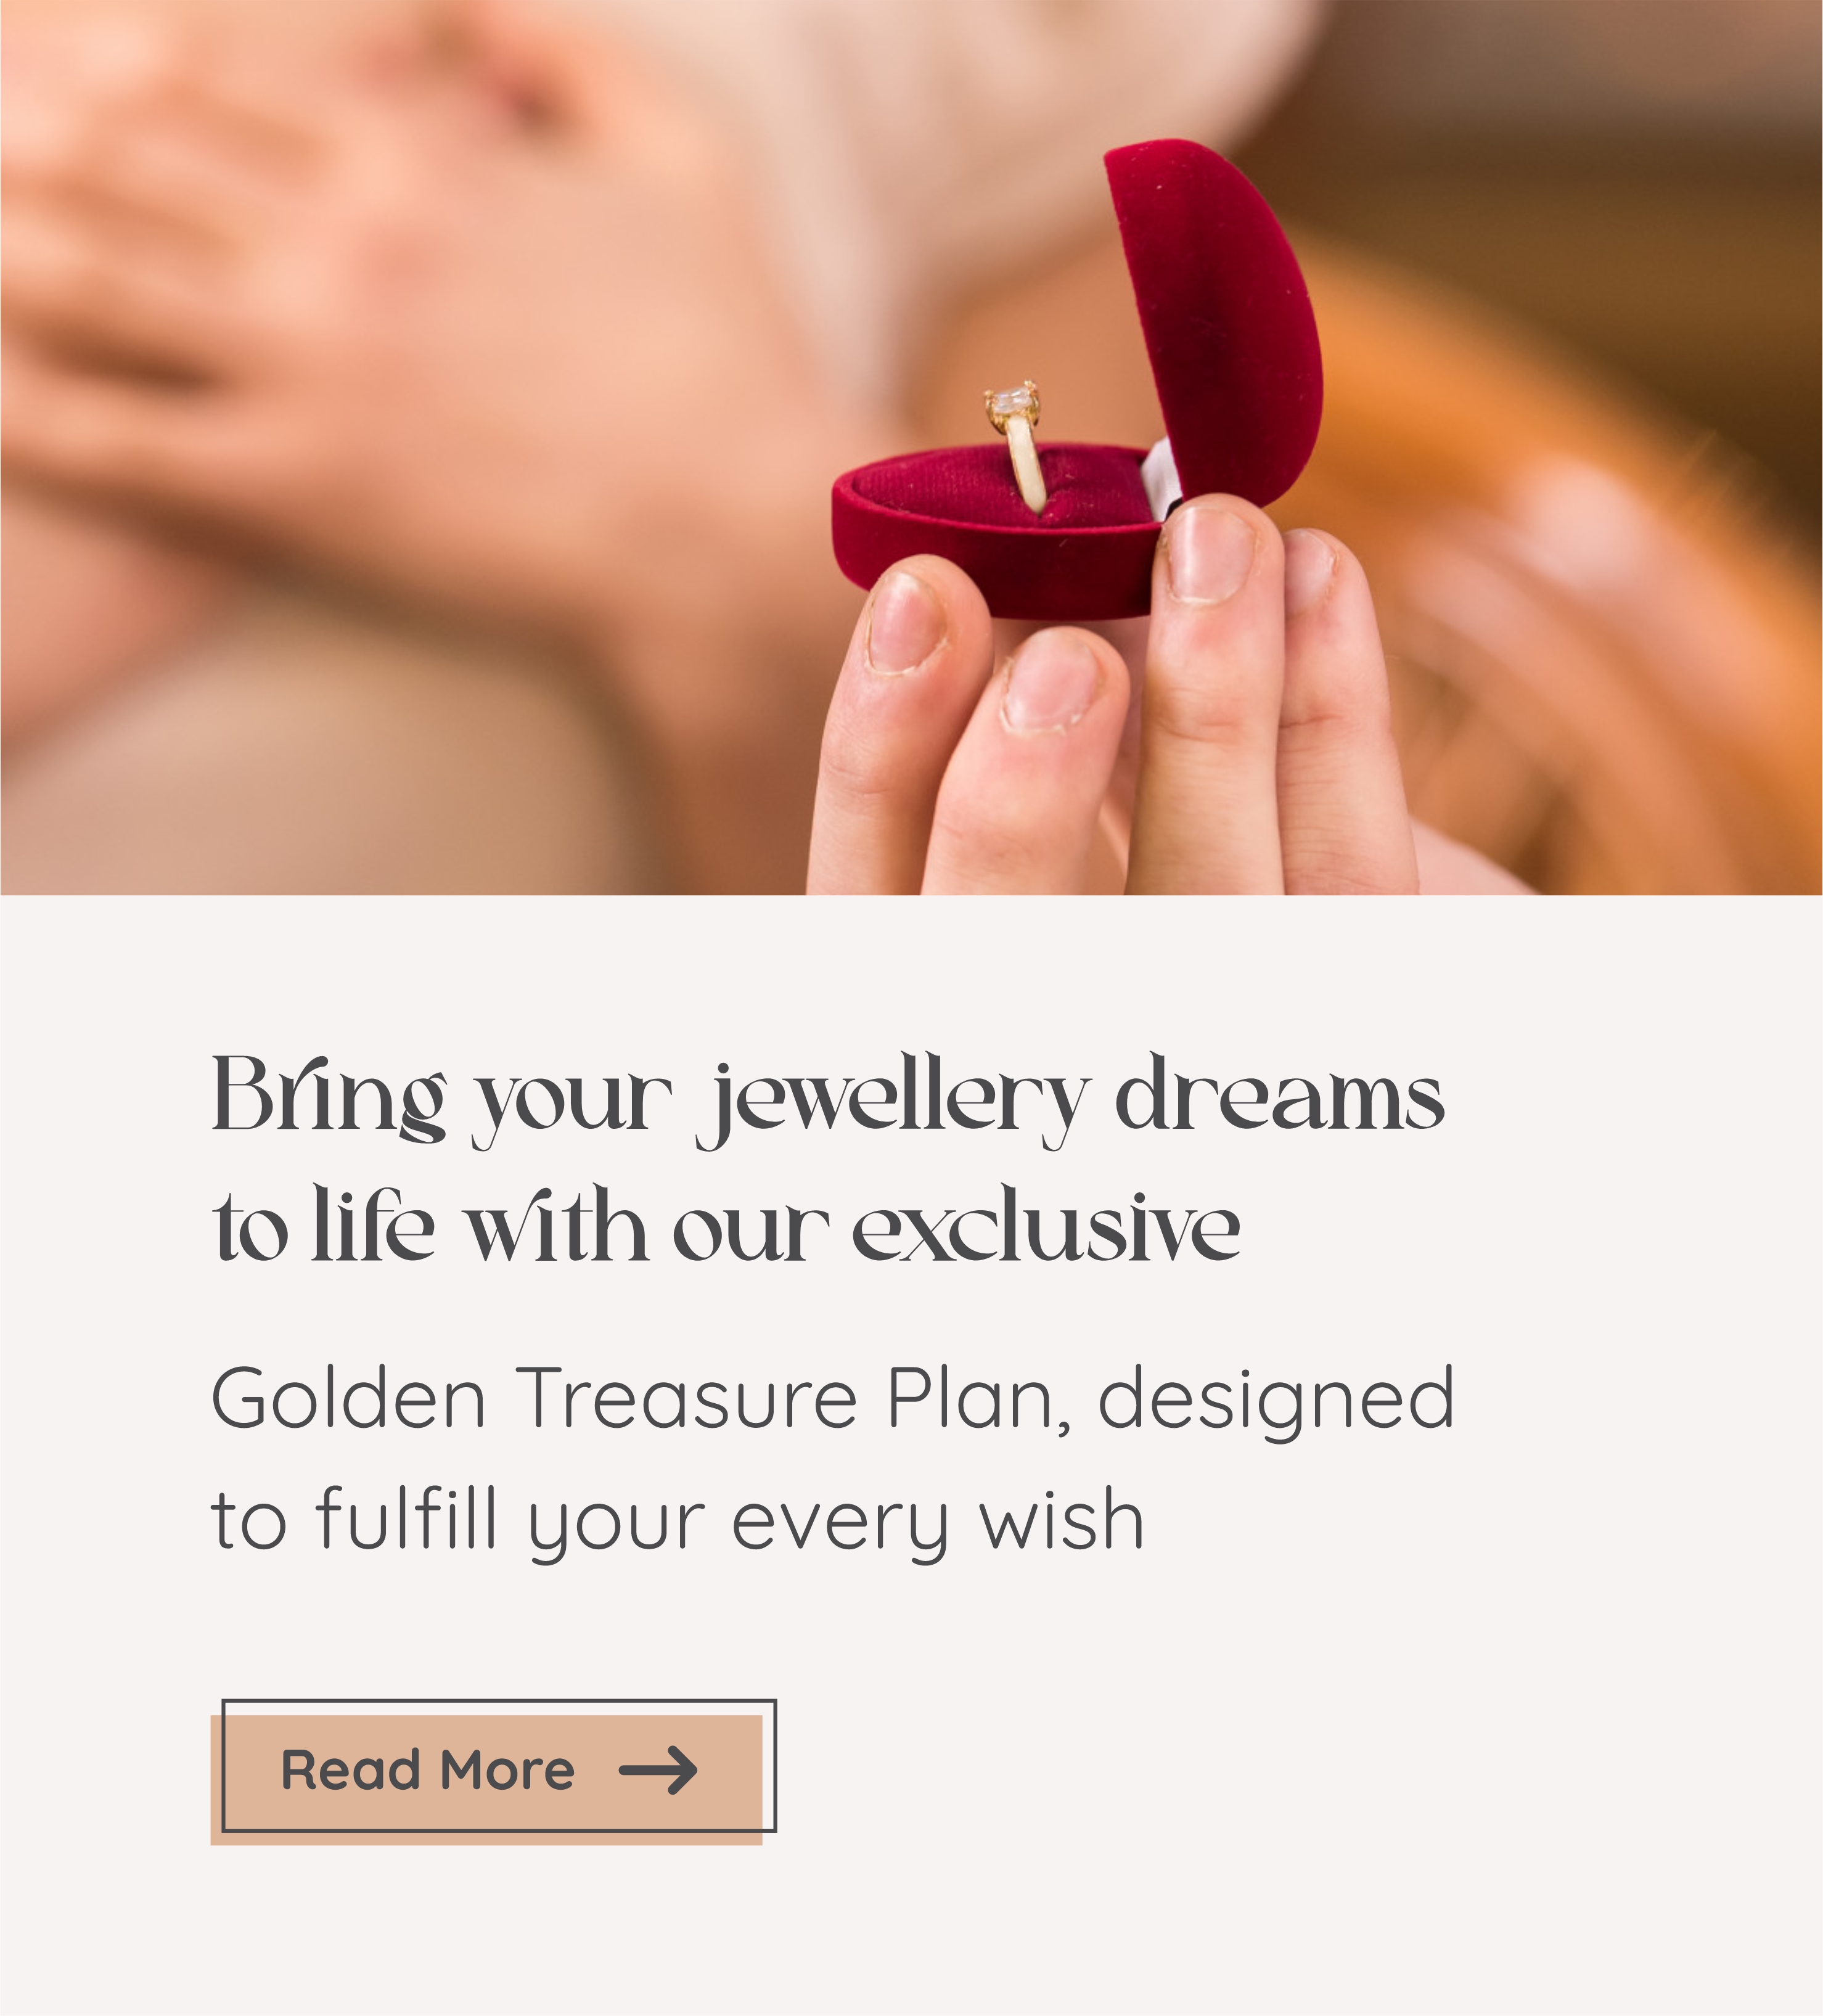 Bring your jewellery dreams
to life with our exclusive
Golden Treasure Plan, designed
to fulfill your every wish
Read More